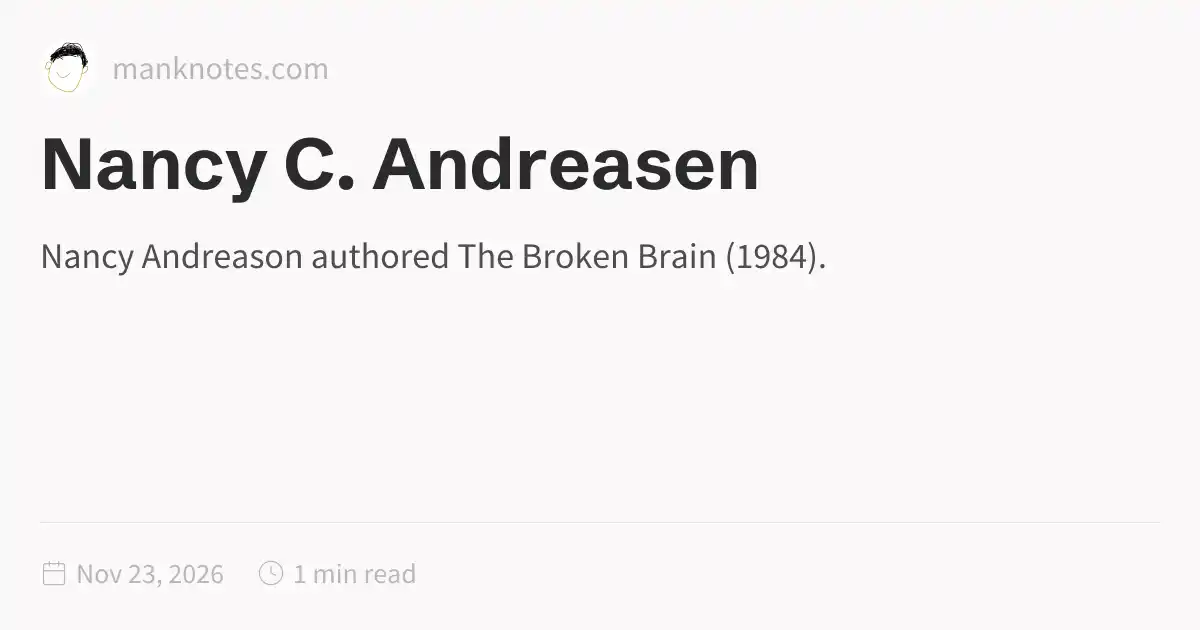 manknotes.com
Nancy C. Andreasen
Nancy Andreason authored The Broken Brain (1984).
Nov 23, 2026 1 min read